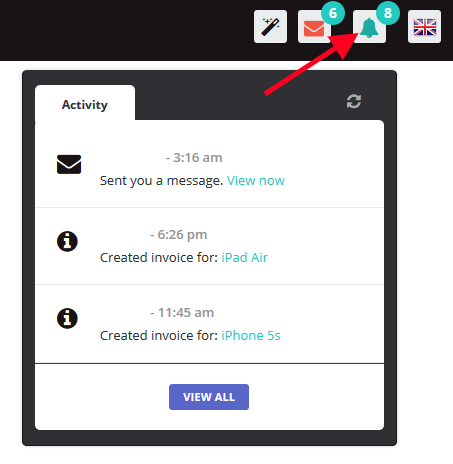 6
8
Activity
- 3:16 am
Sent you a message. View now
- 6:26 pm
Created invoice for: iPad Air
- 11:45 am
Created invoice for: iPhone 5s
VIEW ALL